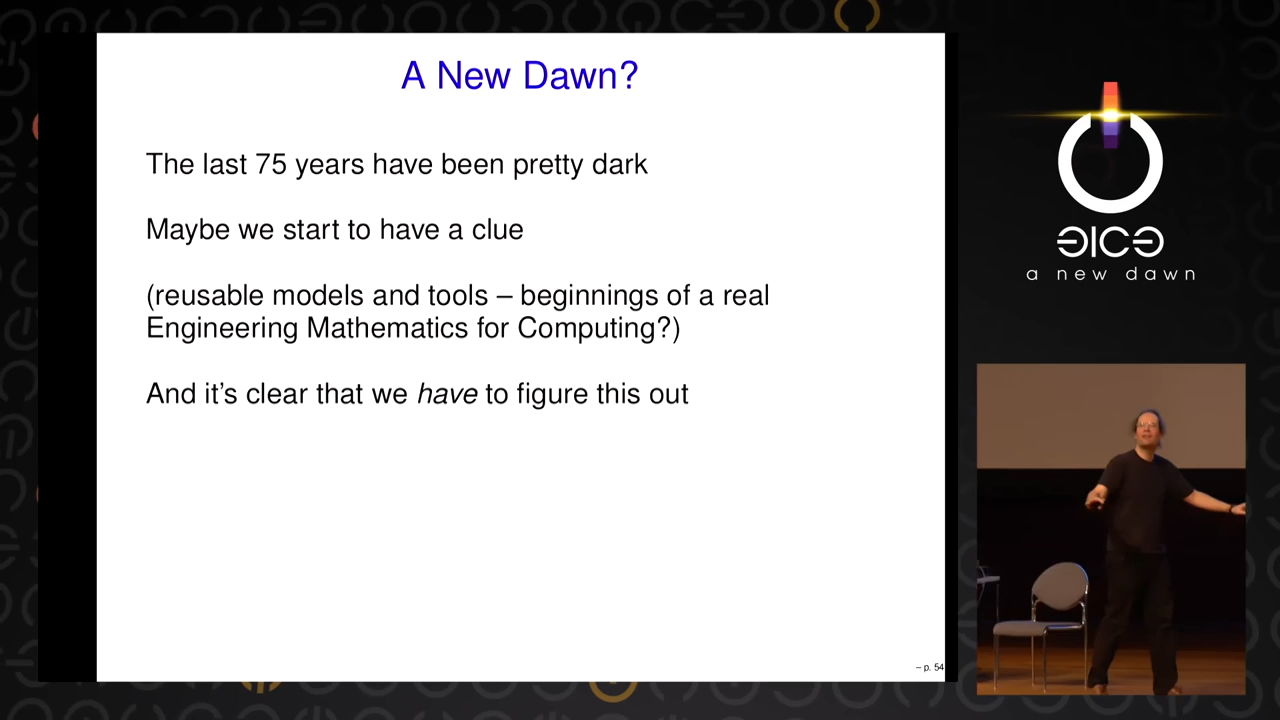 A New Dawn?
The last 75 years have been pretty dark
Maybe we start to have a clue
(reusable models and tools – beginnings of a real
Engineering Mathematics for Computing?)
And it's clear that we have to figure this out
– p. 54
a new dawn